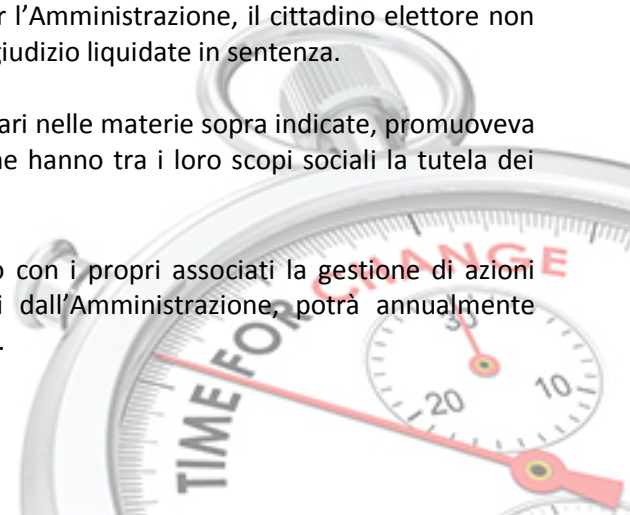 r l’Amministrazione, il cittadino elettore non
giudizio liquidate in sentenza.
ari nelle materie sopra indicate, promuoveva
ne hanno tra i loro scopi sociali la tutela dei
o con i propri associati la gestione di azioni
i dall’Amministrazione, potrà annualmente
.
TIME FOR CHANGE
30
20
10